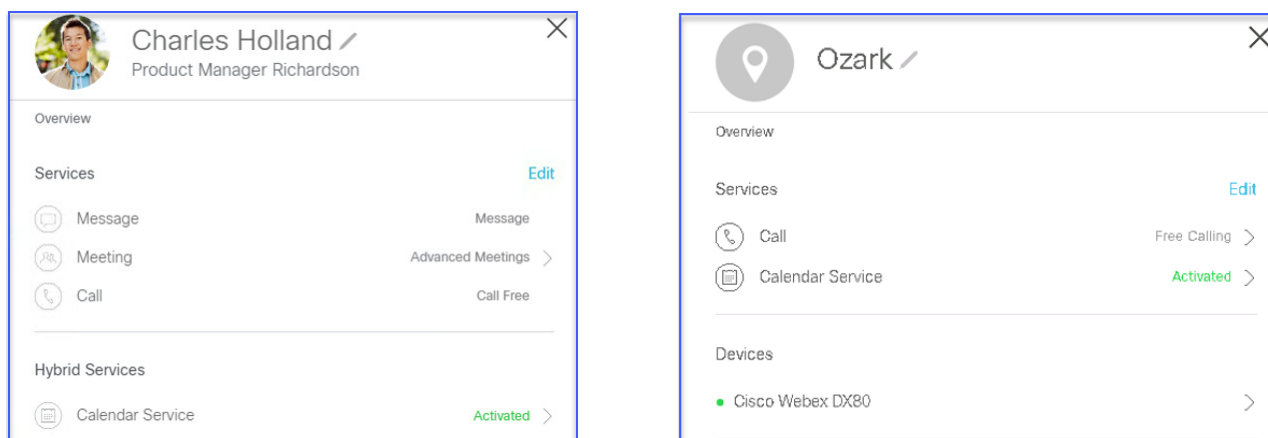 Charles Holland
Product Manager Richardson
Overview
Services Edit
Message Message
Meeting Advanced Meetings
Call Call Free
Hybrid Services
Calendar Service Activated
Ozark
Overview
Services Edit
Call Free Calling
Calendar Service Activated
Devices
Cisco Webex DX80